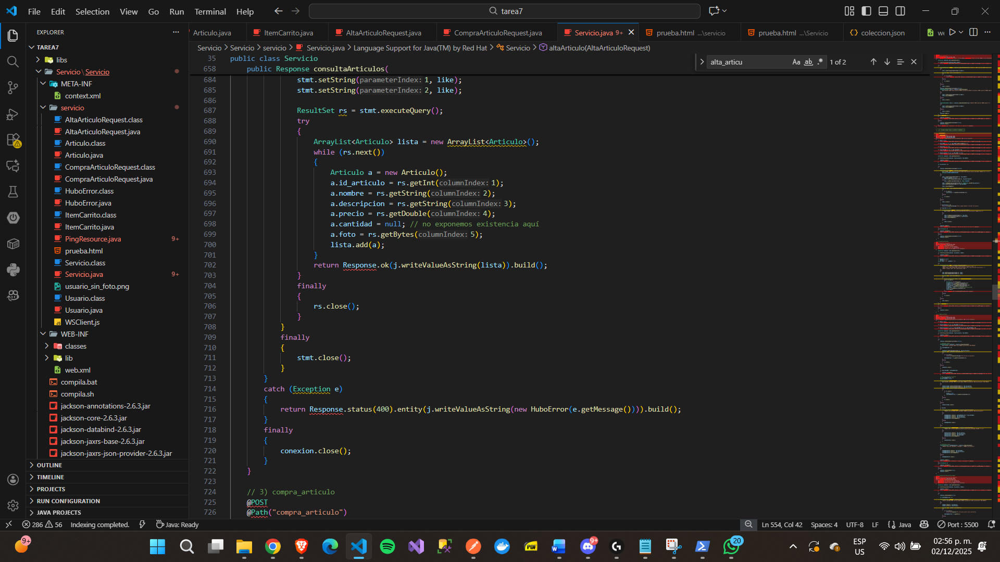 File Edit Selection View Go Run Terminal Help
tarea7
EXPLORER
TAREA7
libs
Servicio \ Servicio
META-INF
context.xml
servicio
AltaArticuloRequest.class
AltaArticuloRequest.java
Articulo.class
Articulo.java
CompraArticuloRequest.class
CompraArticuloRequest.java
HuboError.class
HuboError.java
ItemCarrito.class
ItemCarrito.java
PingResource.java 9+
prueba.html
Servicio.class
Servicio.java 9+
usuario_sin_foto.png
Usuario.class
Usuario.java
WSClient.js
WEB-INF
classes
lib
web.xml
compila.bat
compila.sh
jackson-annotations-2.6.3.jar
jackson-core-2.6.3.jar
jackson-databind-2.6.3.jar
jackson-jaxrs-base-2.6.3.jar
jackson-jaxrs-json-provider-2.6.3.jar
OUTLINE
TIMELINE
PROJECTS
RUN CONFIGURATION
JAVA PROJECTS
Articulo.java ItemCarrito.java AltaArticuloRequest.java CompraArticuloRequest.java Servicio.java 9+ prueba.html ...\servicio prueba.html ...\Servicio {} coleccion.json we
Servicio > Servicio > servicio > Servicio.java > Language Support for Java(TM) by Red Hat > Servicio > altaArticulo(AltaArticuloRequest)
alta_articu Aa ab 1 of 2
35 public class Servicio
658 public Response consultaArticulos(
684 stmt.setString(parameterIndex: 1, like);
685 stmt.setString(parameterIndex: 2, like);
686
687 ResultSet rs = stmt.executeQuery();
688 try
689 {
690 ArrayList<Articulo> lista = new ArrayList<Articulo>();
691 while (rs.next())
692 {
693 Articulo a = new Articulo();
694 a.id_articulo = rs.getInt(columnIndex: 1);
695 a.nombre = rs.getString(columnIndex: 2);
696 a.descripcion = rs.getString(columnIndex: 3);
697 a.precio = rs.getDouble(columnIndex: 4);
698 a.cantidad = null; // no exponemos existencia aquí
699 a.foto = rs.getBytes(columnIndex: 5);
700 lista.add(a);
701 }
702 return Response.ok(j.writeValueAsString(lista)).build();
703 }
704 finally
705 {
706 rs.close();
707 }
708 }
709 finally
710 {
711 stmt.close();
712 }
713 }
714 catch (Exception e)
715 {
716 return Response.status(400).entity(j.writeValueAsString(new HuboError(e.getMessage()))).build();
717 }
718 finally
719 {
720 conexion.close();
721 }
722 }
723
724 // 3) compra_articulo
725 @POST
726 @Path("compra_articulo")
286 56 Indexing completed. Java: Ready
Ln 554, Col 42 Spaces: 4 UTF-8 LF {} Java Port : 5500
9+
PDF
9+
20
ESP
US
02:56 p. m.
02/12/2025